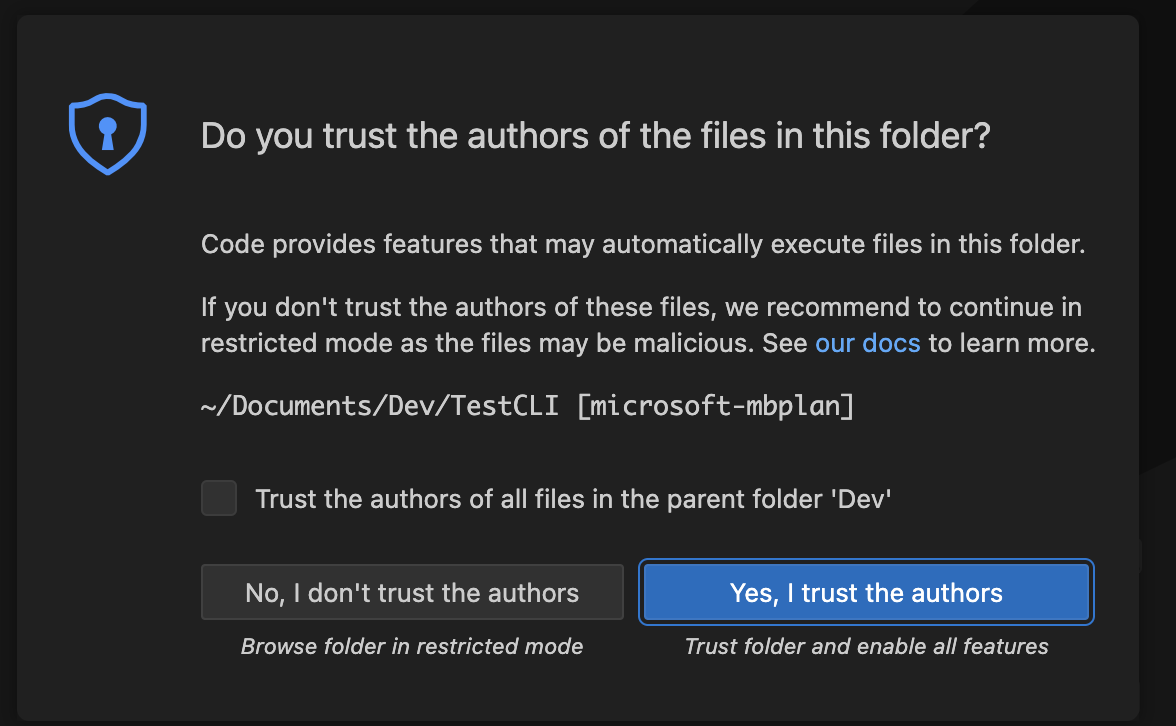 Do you trust the authors of the files in this folder?
Code provides features that may automatically execute files in this folder.
If you don't trust the authors of these files, we recommend to continue in
restricted mode as the files may be malicious. See our docs to learn more.
~/Documents/Dev/TestCLI [microsoft-mbplan]
Trust the authors of all files in the parent folder 'Dev'
No, I don't trust the authors
Yes, I trust the authors
Browse folder in restricted mode
Trust folder and enable all features